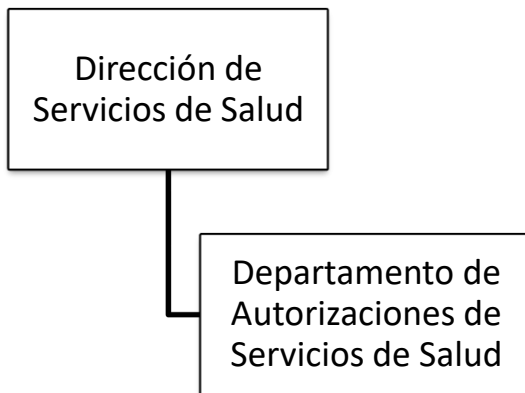 Dirección de
Servicios de Salud
Departamento de
Autorizaciones de
Servicios de Salud